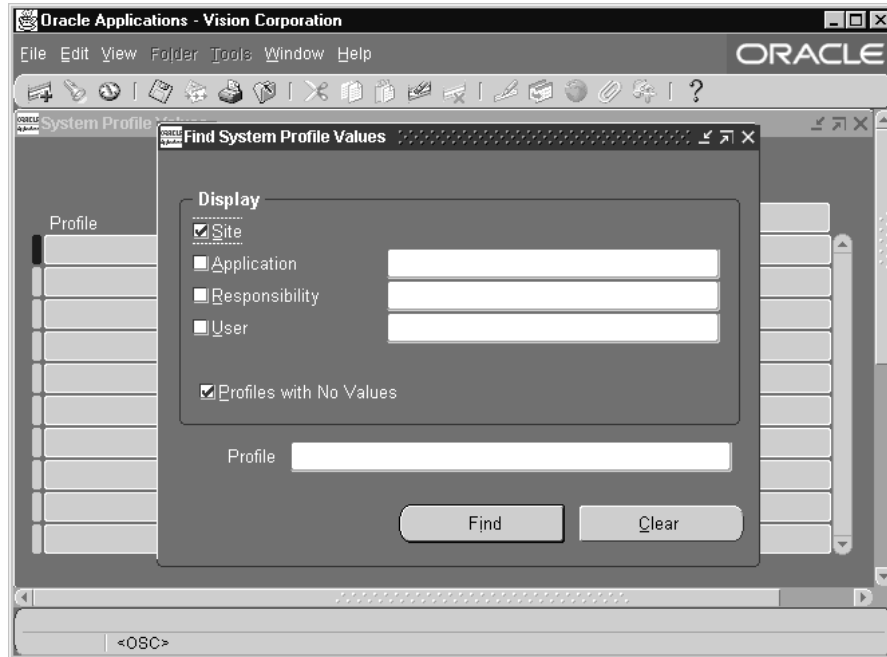 Oracle Applications - Vision Corporation
File Edit View Folder Tools Window Help
ORACLE
System Profile
Find System Profile Values
Display
Profile
Site
Application
Responsibility
User
Profiles with No Values
Profile
Find Clear
<OSC>